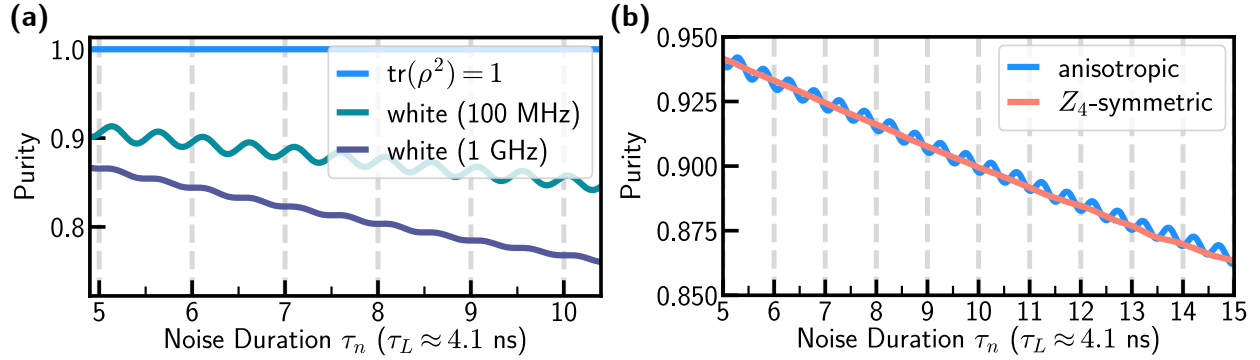 (a)
1.0
0.9
0.8
Purity
tr(ρ²) = 1
white (100 MHz)
white (1 GHz)
5 6 7 8 9 10
Noise Duration τₙ (τ_L ≈ 4.1 ns)
(b)
0.950
0.925
0.900
0.875
0.850
Purity
anisotropic
Z₄-symmetric
5 6 7 8 9 10 11 12 13 14 15
Noise Duration τₙ (τ_L ≈ 4.1 ns)